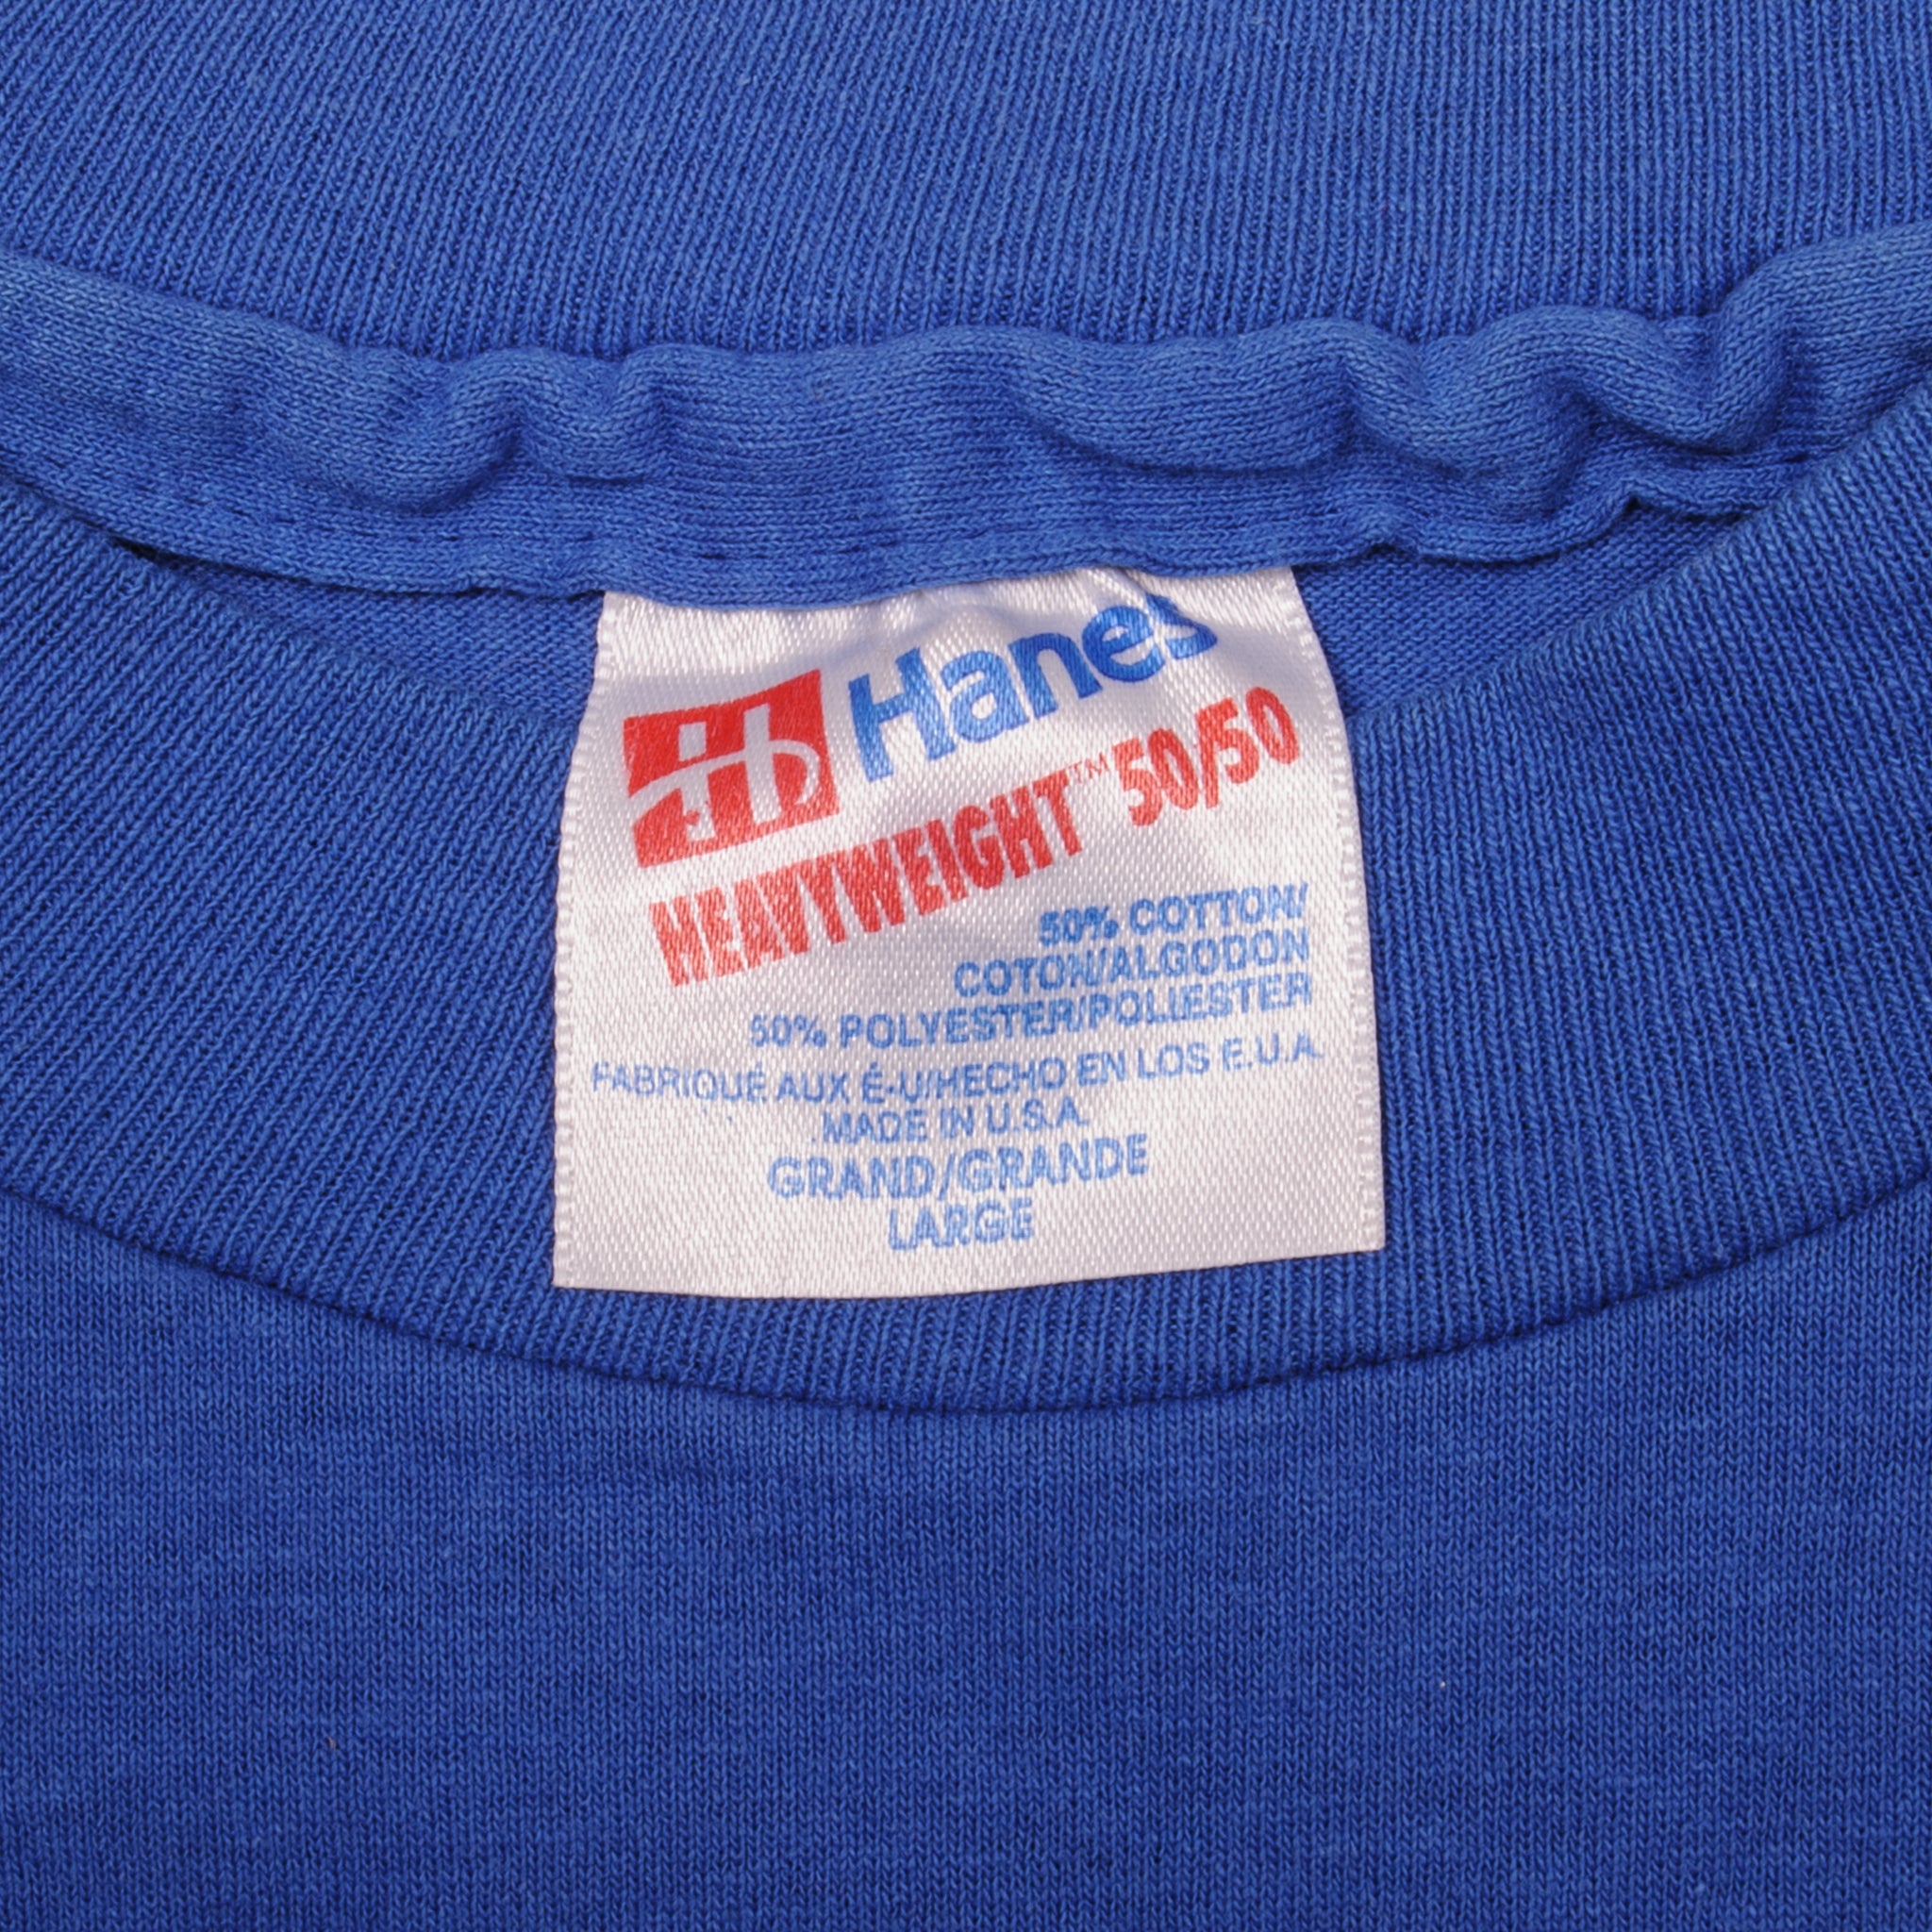 Hanes
HEAVYWEIGHT™ 50/50
50% COTTON/
COTON/ALGODON
50% POLYESTER/POLIESTER
FABRIQUÉ AUX É-U/HECHO EN LOS E.U.A.
MADE IN U.S.A.
GRAND/GRANDE
LARGE